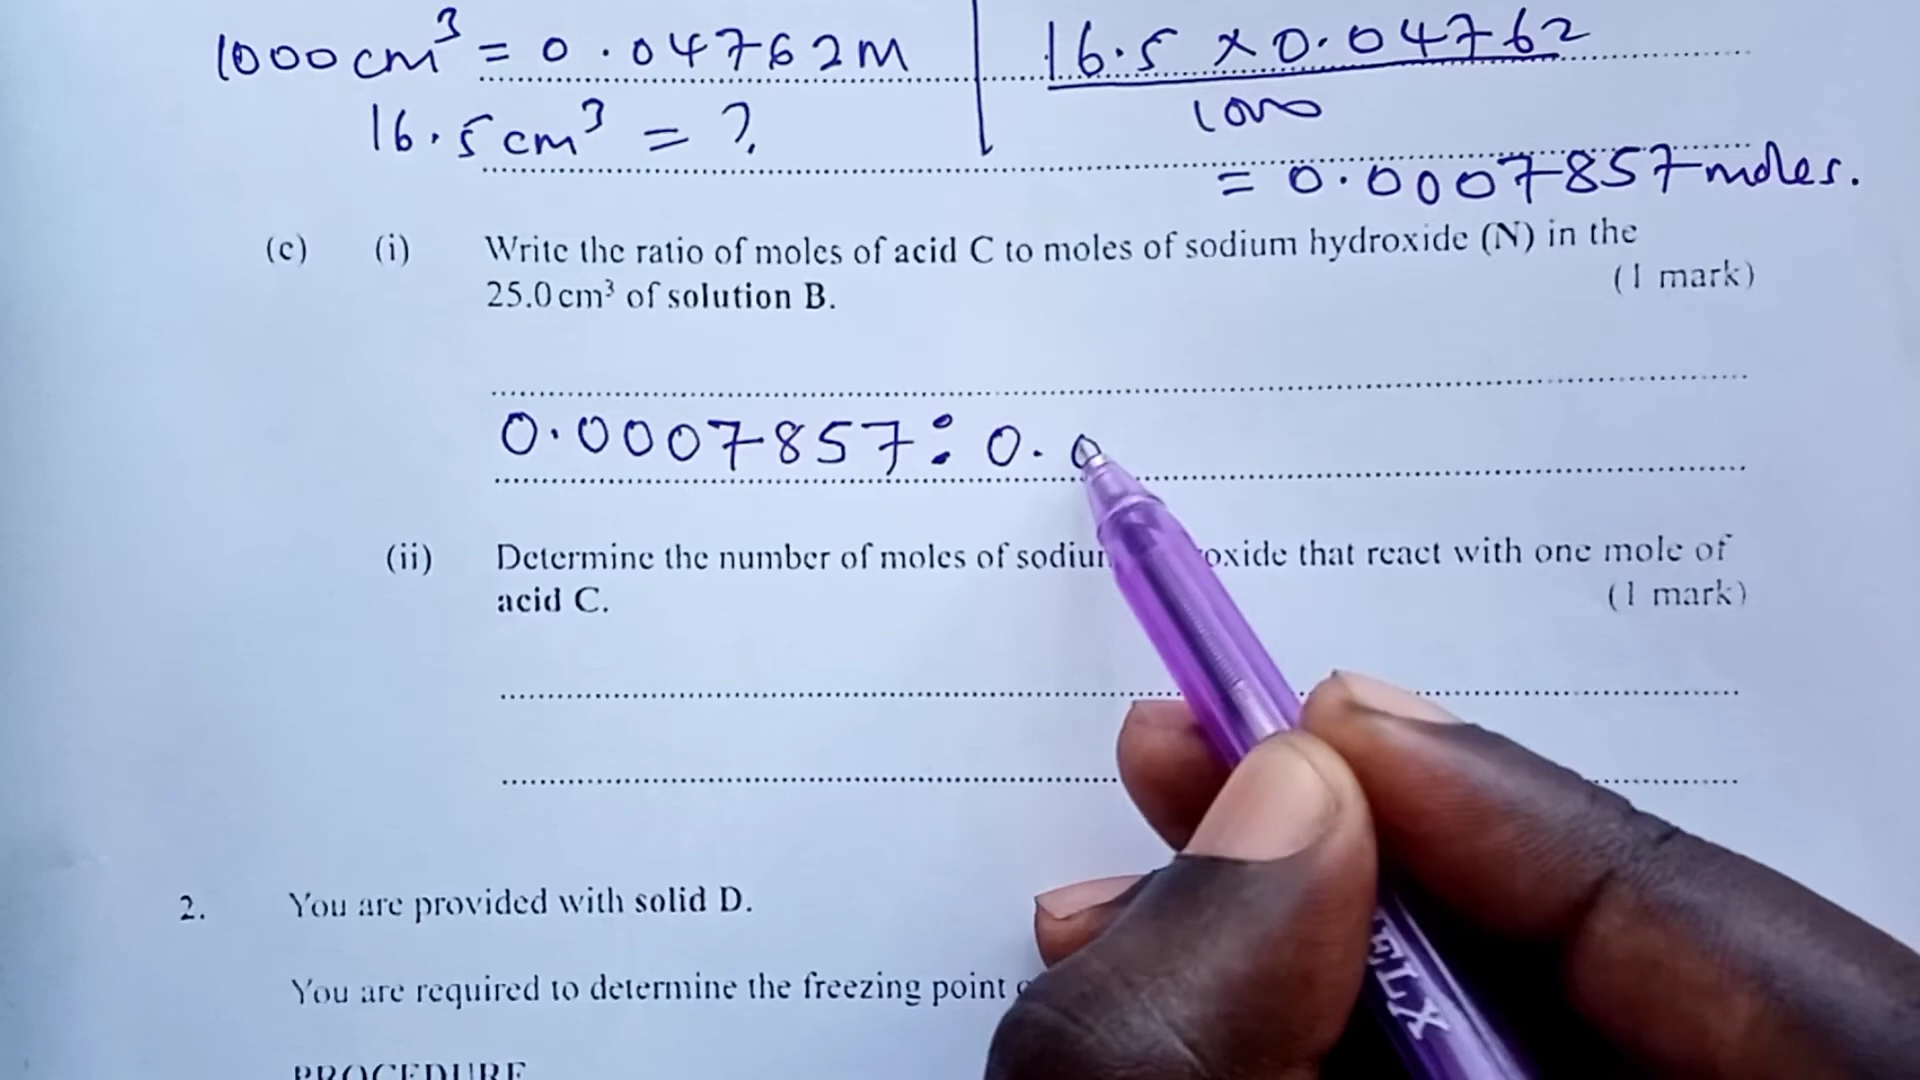 1000cm³ = 0.04762M
16.5cm³ = ?
16.5 × 0.04762
1000
= 0.0007857 moles.
(c) (i) Write the ratio of moles of acid C to moles of sodium hydroxide (N) in the
25.0 cm³ of solution B. (1 mark)
0.0007857 : 0.0
(ii) Determine the number of moles of sodium oxide that react with one mole of
acid C. (1 mark)
2. You are provided with solid D.
You are required to determine the freezing point
PROCEDURE
ELX